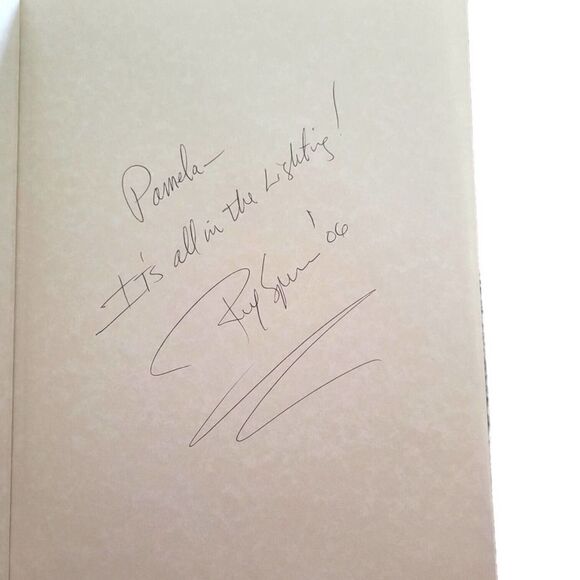 Pamela—
It's all in the Lighting!
'06